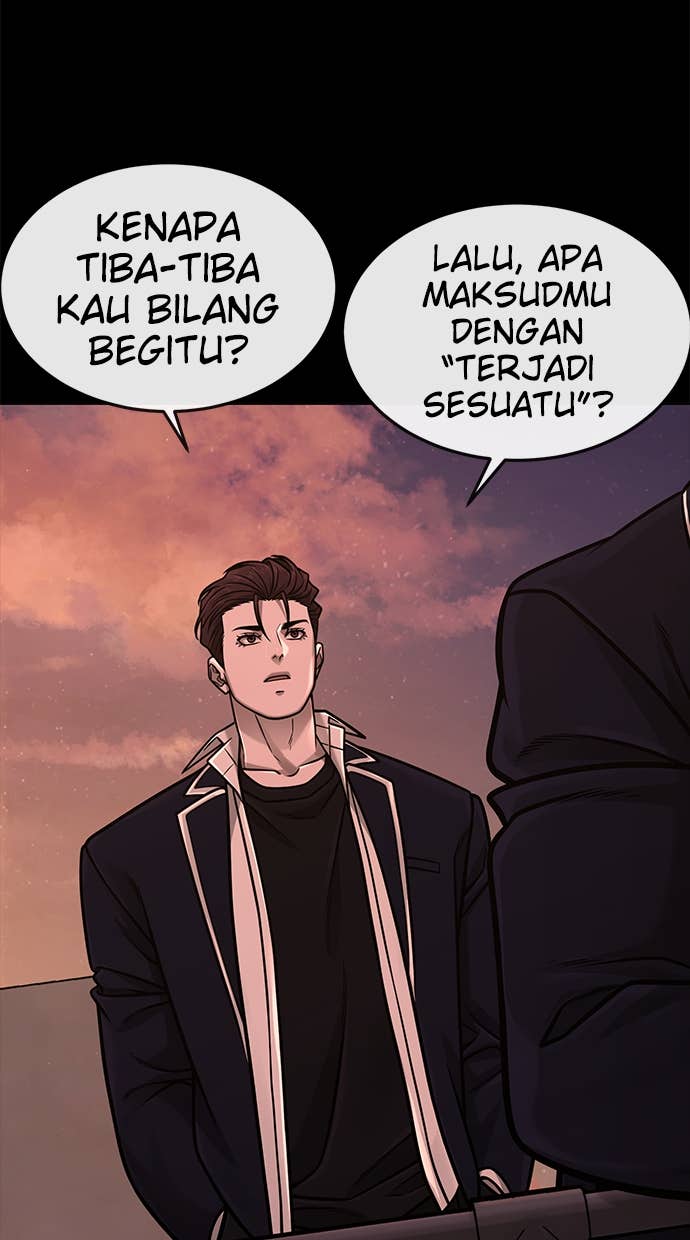 KENAPA
TIBA-TIBA
KAU BILANG
BEGITU?
LALU, APA
MAKSUDMU
DENGAN
“TERJADI
SESUATU”?